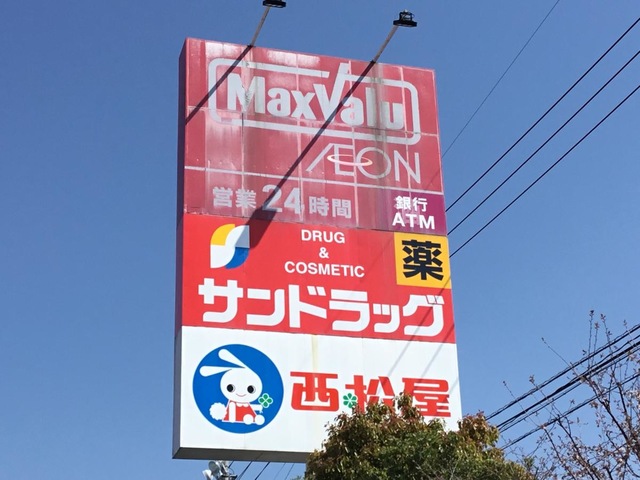 MaxValu
ÆON
営業24時間
銀行
ATM
DRUG
&
COSMETIC
薬
サンドラッグ
西松屋